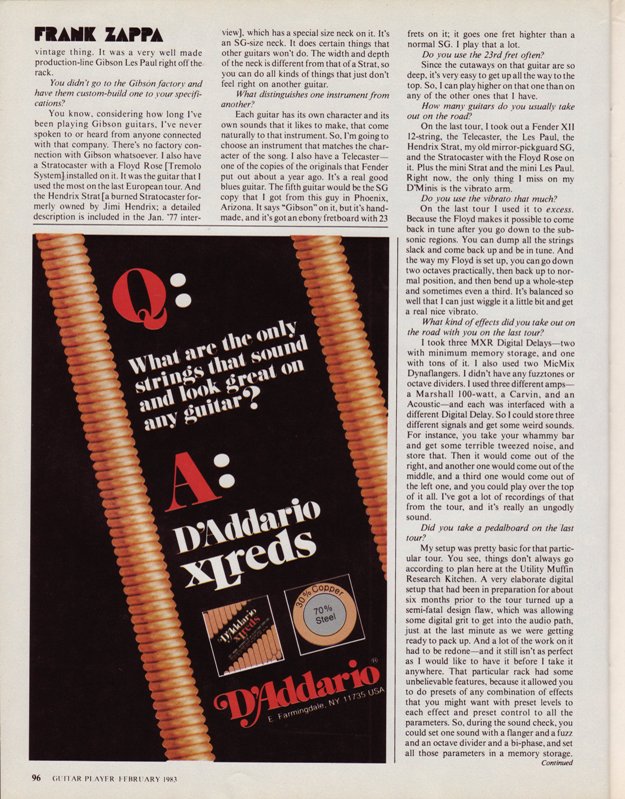 FRANK ZAPPA
vintage thing. It was a very well made
production-line Gibson Les Paul right off the
rack.
You didn't go to the Gibson factory and
have them custom-build one to your specifi-
cations?
You know, considering how long I've
been playing Gibson guitars, I've never
spoken to or heard from anyone connected
with that company. There's no factory con-
nection with Gibson whatsoever. I also have
a Stratocaster with a Floyd Rose [Tremolo
System] installed on it. It was the guitar that I
used the most on the last European tour. And
the Hendrix Strat [a burned Stratocaster for-
merly owned by Jimi Hendrix; a detailed
description is included in the Jan. '77 inter-
view], which has a special size neck on it. It's
an SG-size neck. It does certain things that
other guitars won't do. The width and depth
of the neck is different from that of a Strat, so
you can do all kinds of things that just don't
feel right on another guitar.
What distinguishes one instrument from
another?
Each guitar has its own character and its
own sounds that it likes to make, that come
naturally to that instrument. So, I'm going to
choose an instrument that matches the char-
acter of the song. I also have a Telecaster—
one of the copies of the originals that Fender
put out about a year ago. It's a real good
blues guitar. The fifth guitar would be the SG
copy that I got from this guy in Phoenix,
Arizona. It says "Gibson" on it, but it's hand-
made, and it's got an ebony fretboard with 23
frets on it; it goes one fret highter than a
normal SG. I play that a lot.
Do you use the 23rd fret often?
Since the cutaways on that guitar are so
deep, it's very easy to get up all the way to the
top. So, I can play higher on that one than on
any of the other ones that I have.
How many guitars do you usually take
out on the road?
On the last tour, I took out a Fender XII
12-string, the Telecaster, the Les Paul, the
Hendrix Strat, my old mirror-pickguard SG,
and the Stratocaster with the Floyd Rose on
it. Plus the mini Strat and the mini Les Paul.
Right now, the only thing I miss on my
D'Minis is the vibrato arm.
Do you use the vibrato that much?
On the last tour I used it to excess.
Because the Floyd makes it possible to come
back in tune after you go down to the sub-
sonic regions. You can dump all the strings
slack and come back up and be in tune. And
the way my Floyd is set up, you can go down
two octaves practically, then back up to nor-
mal position, and then bend up a whole-step
and sometimes even a third. It's balanced so
well that I can just wiggle it a little bit and get
a real nice vibrato.
What kind of effects did you take out on
the road with you on the last tour?
I took three MXR Digital Delays—two
with minimum memory storage, and one
with tons of it. I also used two MicMix
Dynaflangers. I didn't have any fuzztones or
octave dividers. I used three different amps—
a Marshall 100-watt, a Carvin, and an
Acoustic—and each was interfaced with a
different Digital Delay. So I could store three
different signals and get some weird sounds.
For instance, you take your whammy bar
and get some terrible tweezed noise, and
store that. Then it would come out of the
right, and another one would come out of the
middle, and a third one would come out of
the left one, and you could play over the top
of it all. I've got a lot of recordings of that
from the tour, and it's really an ungodly
sound.
Did you take a pedalboard on the last
tour?
My setup was pretty basic for that partic-
ular tour. You see, things don't always go
according to plan here at the Utility Muffin
Research Kitchen. A very elaborate digital
setup that had been in preparation for about
six months prior to the tour turned up a
semi-fatal design flaw, which was allowing
some digital grit to get into the audio path,
just at the last minute as we were getting
ready to pack up. And a lot of the work on it
had to be redone—and it still isn't as perfect
as I would like to have it before I take it
anywhere. That particular rack had some
unbelievable features, because it allowed you
to do presets of any combination of effects
that you might want with preset levels to
each effect and preset control to all the
parameters. So, during the sound check, you
could set one sound with a flanger and a fuzz
and an octave divider and a bi-phase, and set
all those parameters in a memory storage.
Continued
Q:
What are the only
strings that sound
and look great on
any guitar?
A:
D'Addario
XLreds
D'Addario
XLreds
30% Copper
70%
Steel
D'Addario®
E. Farmingdale, NY 11735 USA
96 GUITAR PLAYER FEBRUARY 1983